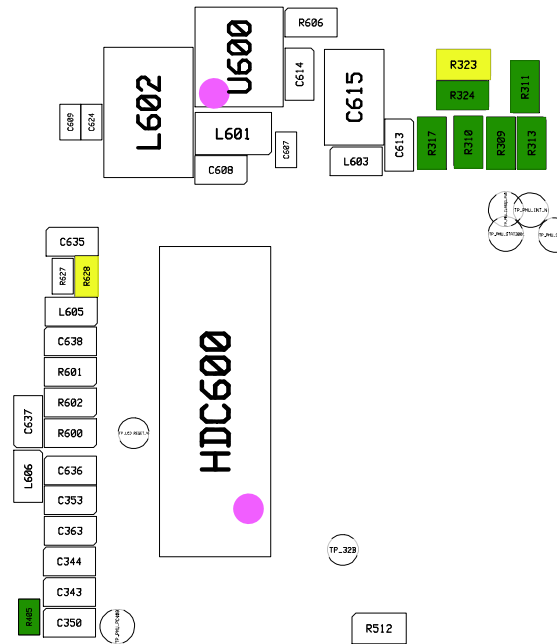 R606
U600
C614
L602
C615
R323
R324
R311
C609
C624
L601
C607
C608
L603
C613
R317
R310
R309
R313
TP_PMU_INT_N
C635
R627
R628
L605
C638
R601
R602
R600
C637
HDC600
L606
C636
C353
C363
C344
C343
C350
R405
TP_32B
R512